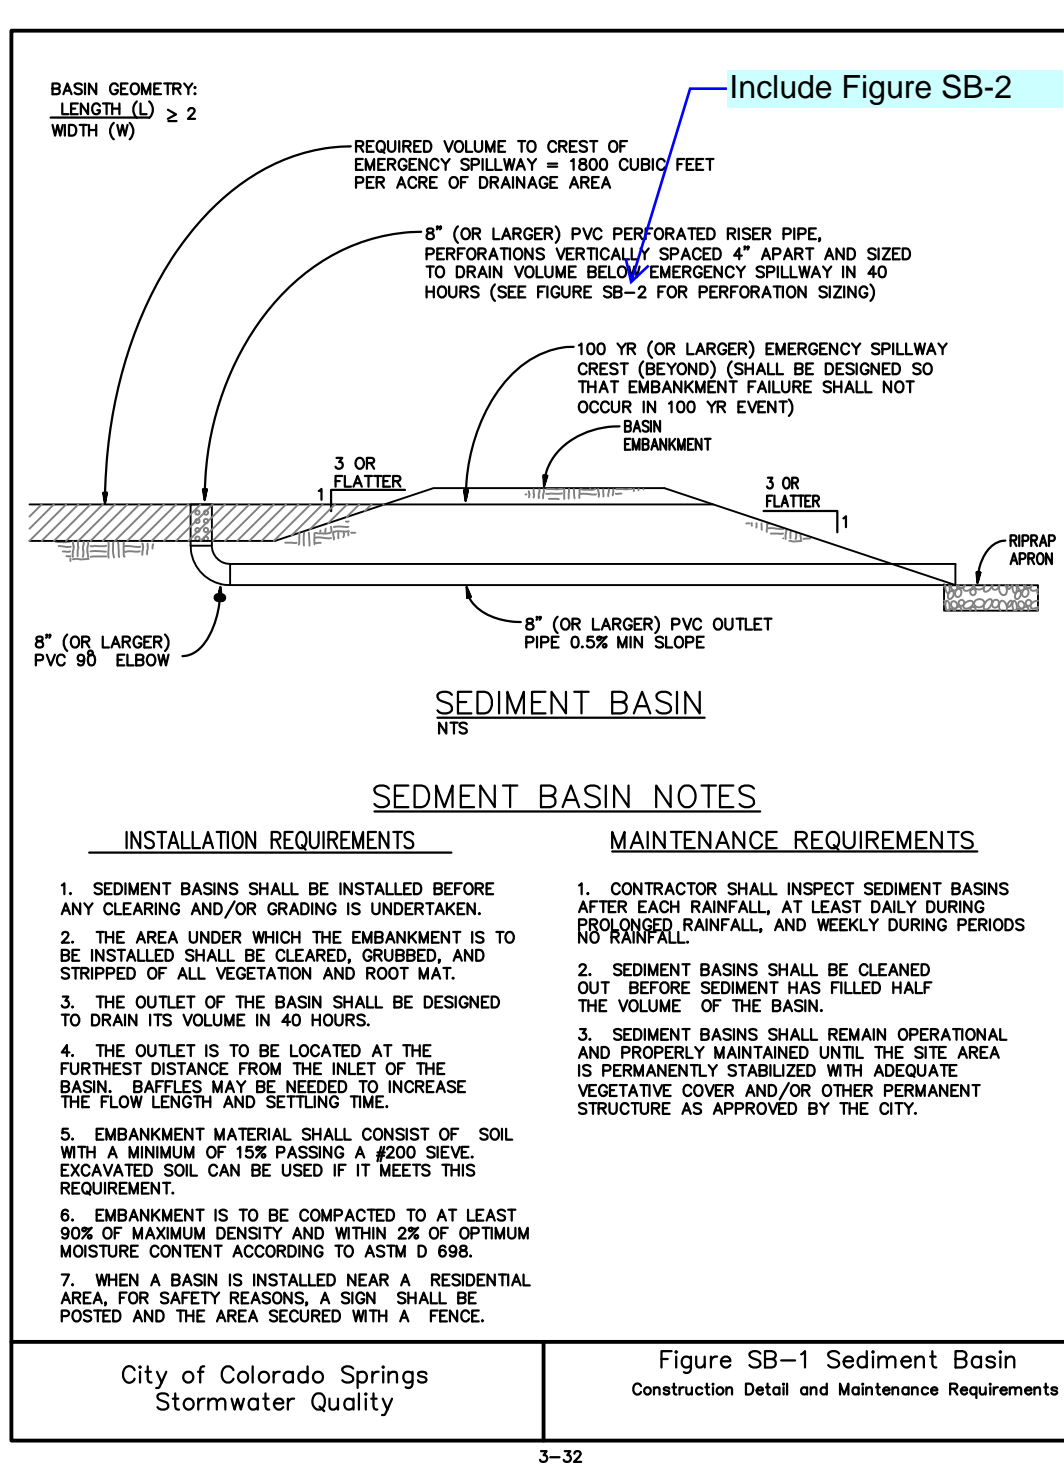 BASIN GEOMETRY:
LENGTH (L) ≥ 2
WIDTH (W)
Include Figure SB-2
REQUIRED VOLUME TO CREST OF
EMERGENCY SPILLWAY = 1800 CUBIC FEET
PER ACRE OF DRAINAGE AREA
8" (OR LARGER) PVC PERFORATED RISER PIPE,
PERFORATIONS VERTICALLY SPACED 4" APART AND SIZED
TO DRAIN VOLUME BELOW EMERGENCY SPILLWAY IN 40
HOURS (SEE FIGURE SB-2 FOR PERFORATION SIZING)
100 YR (OR LARGER) EMERGENCY SPILLWAY
CREST (BEYOND) (SHALL BE DESIGNED SO
THAT EMBANKMENT FAILURE SHALL NOT
OCCUR IN 100 YR EVENT)
BASIN
EMBANKMENT
3 OR
FLATTER
1
3 OR
FLATTER
1
RIPRAP
APRON
8" (OR LARGER)
PVC 90° ELBOW
8" (OR LARGER) PVC OUTLET
PIPE 0.5% MIN SLOPE
SEDIMENT BASIN
NTS
SEDMENT BASIN NOTES
INSTALLATION REQUIREMENTS
1. SEDIMENT BASINS SHALL BE INSTALLED BEFORE
ANY CLEARING AND/OR GRADING IS UNDERTAKEN.
2. THE AREA UNDER WHICH THE EMBANKMENT IS TO
BE INSTALLED SHALL BE CLEARED, GRUBBED, AND
STRIPPED OF ALL VEGETATION AND ROOT MAT.
3. THE OUTLET OF THE BASIN SHALL BE DESIGNED
TO DRAIN ITS VOLUME IN 40 HOURS.
4. THE OUTLET IS TO BE LOCATED AT THE
FURTHEST DISTANCE FROM THE INLET OF THE
BASIN. BAFFLES MAY BE NEEDED TO INCREASE
THE FLOW LENGTH AND SETTLING TIME.
5. EMBANKMENT MATERIAL SHALL CONSIST OF SOIL
WITH A MINIMUM OF 15% PASSING A #200 SIEVE.
EXCAVATED SOIL CAN BE USED IF IT MEETS THIS
REQUIREMENT.
6. EMBANKMENT IS TO BE COMPACTED TO AT LEAST
90% OF MAXIMUM DENSITY AND WITHIN 2% OF OPTIMUM
MOISTURE CONTENT ACCORDING TO ASTM D 698.
7. WHEN A BASIN IS INSTALLED NEAR A RESIDENTIAL
AREA, FOR SAFETY REASONS, A SIGN SHALL BE
POSTED AND THE AREA SECURED WITH A FENCE.
MAINTENANCE REQUIREMENTS
1. CONTRACTOR SHALL INSPECT SEDIMENT BASINS
AFTER EACH RAINFALL, AT LEAST DAILY DURING
PROLONGED RAINFALL, AND WEEKLY DURING PERIODS
NO RAINFALL.
2. SEDIMENT BASINS SHALL BE CLEANED
OUT BEFORE SEDIMENT HAS FILLED HALF
THE VOLUME OF THE BASIN.
3. SEDIMENT BASINS SHALL REMAIN OPERATIONAL
AND PROPERLY MAINTAINED UNTIL THE SITE AREA
IS PERMANENTLY STABILIZED WITH ADEQUATE
VEGETATIVE COVER AND/OR OTHER PERMANENT
STRUCTURE AS APPROVED BY THE CITY.
City of Colorado Springs
Stormwater Quality
Figure SB-1 Sediment Basin
Construction Detail and Maintenance Requirements
3-32